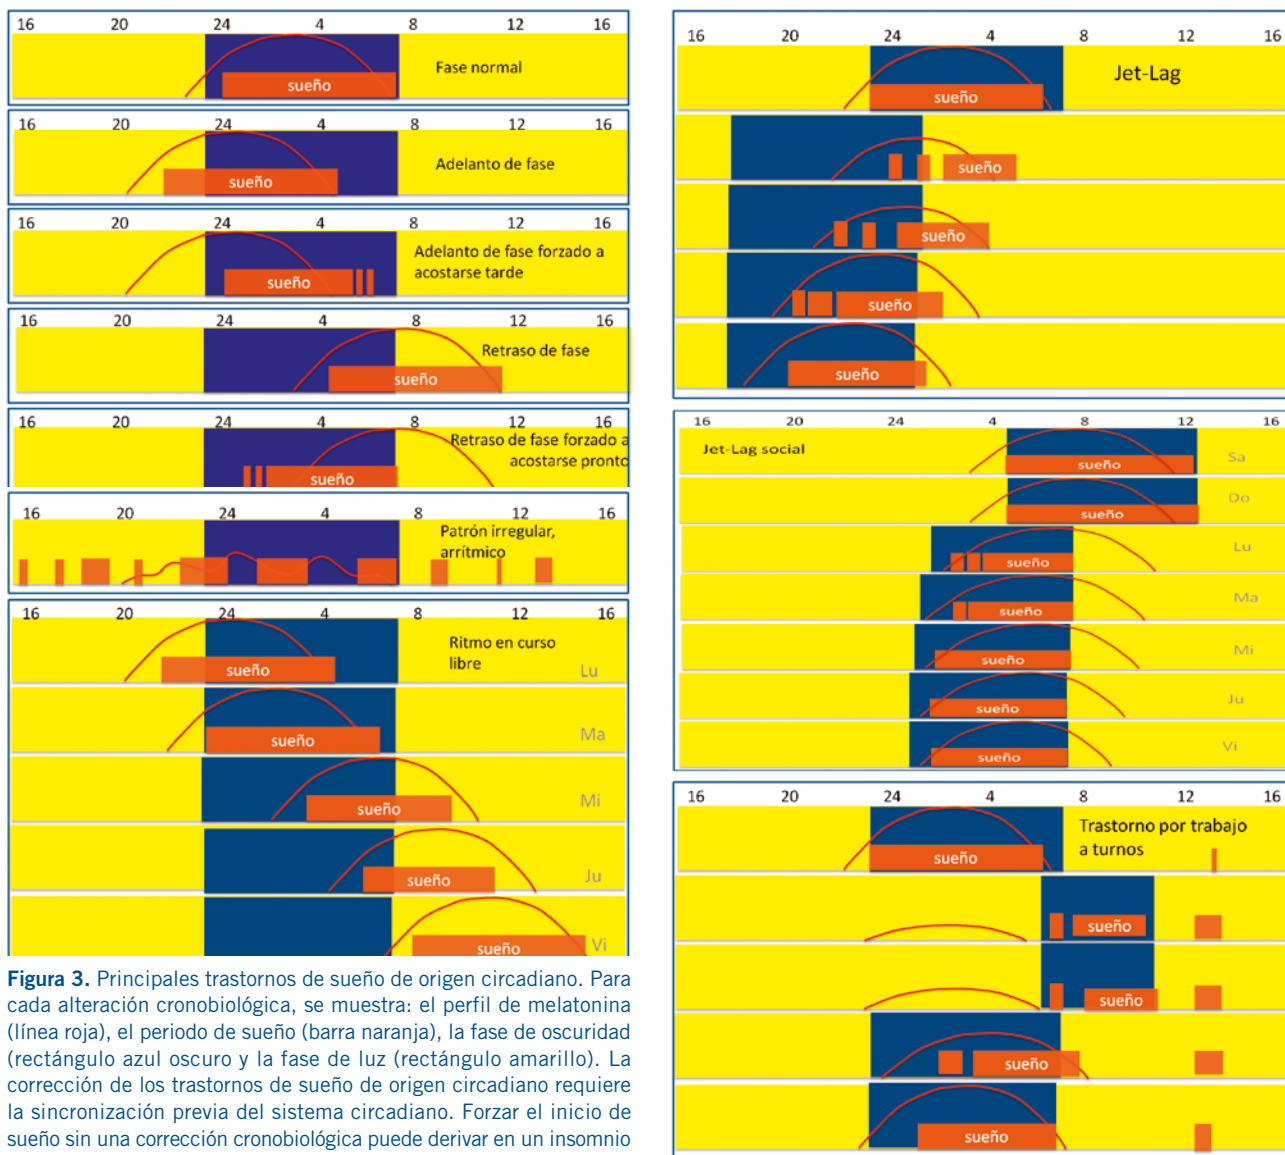 16 20 24 4 8 12 16
Fase normal
sueño
16 20 24 4 8 12 16
Adelanto de fase
sueño
16 20 24 4 8 12 16
Adelanto de fase forzado a
acostarse tarde
sueño
16 20 24 4 8 12 16
Retraso de fase
sueño
16 20 24 4 8 12 16
Retraso de fase forzado a
acostarse pronto
sueño
16 20 24 4 8 12 16
Patrón irregular,
arrítmico
16 20 24 4 8 12 16
Ritmo en curso
libre
sueño Lu
sueño Ma
sueño Mi
sueño Ju
sueño Vi
Figura 3. Principales trastornos de sueño de origen circadiano. Para
cada alteración cronobiológica, se muestra: el perfil de melatonina
(línea roja), el periodo de sueño (barra naranja), la fase de oscuridad
(rectángulo azul oscuro y la fase de luz (rectángulo amarillo). La
corrección de los trastornos de sueño de origen circadiano requiere
la sincronización previa del sistema circadiano. Forzar el inicio de
sueño sin una corrección cronobiológica puede derivar en un insomnio
16 20 24 4 8 12 16
Jet-Lag
sueño
sueño
sueño
sueño
sueño
16 20 24 4 8 12 16
Jet-Lag social
sueño Sa
sueño Do
sueño Lu
sueño Ma
sueño Mi
sueño Ju
sueño Vi
16 20 24 4 8 12 16
Trastorno por trabajo
a turnos
sueño
sueño
sueño
sueño
sueño